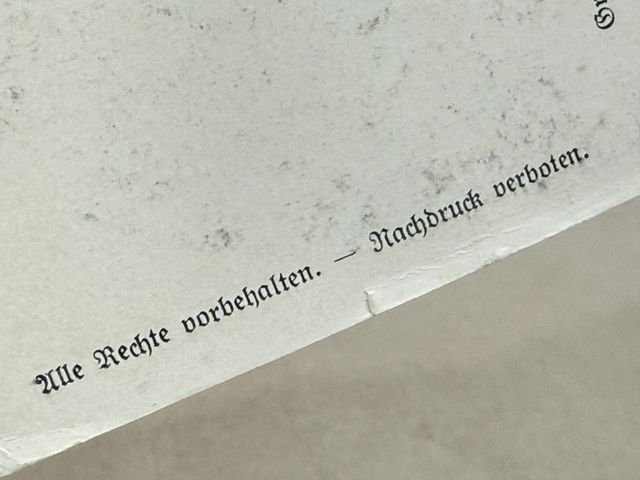 Alle Rechte vorbehalten. — Nachdruck verboten.